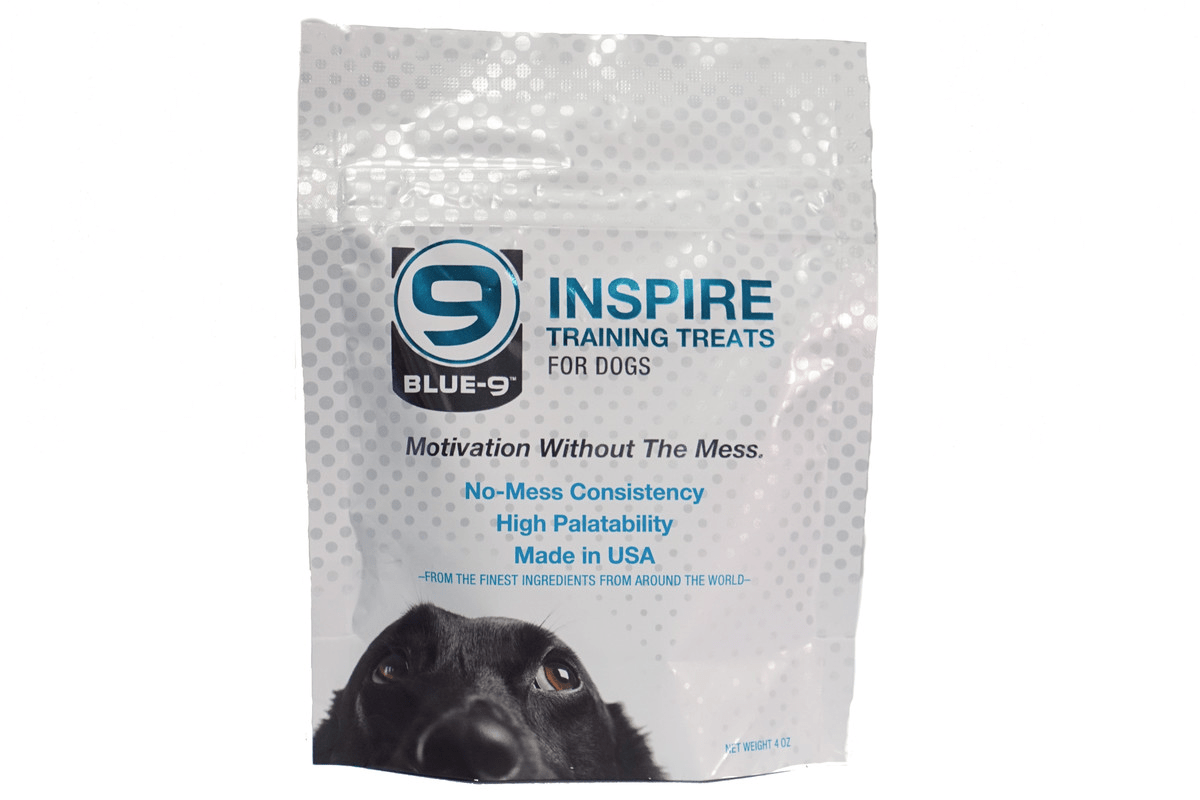 9
BLUE-9™
INSPIRE
TRAINING TREATS
FOR DOGS
Motivation Without The Mess.
No-Mess Consistency
High Palatability
Made in USA
–FROM THE FINEST INGREDIENTS FROM AROUND THE WORLD–
NET WEIGHT 4 OZ